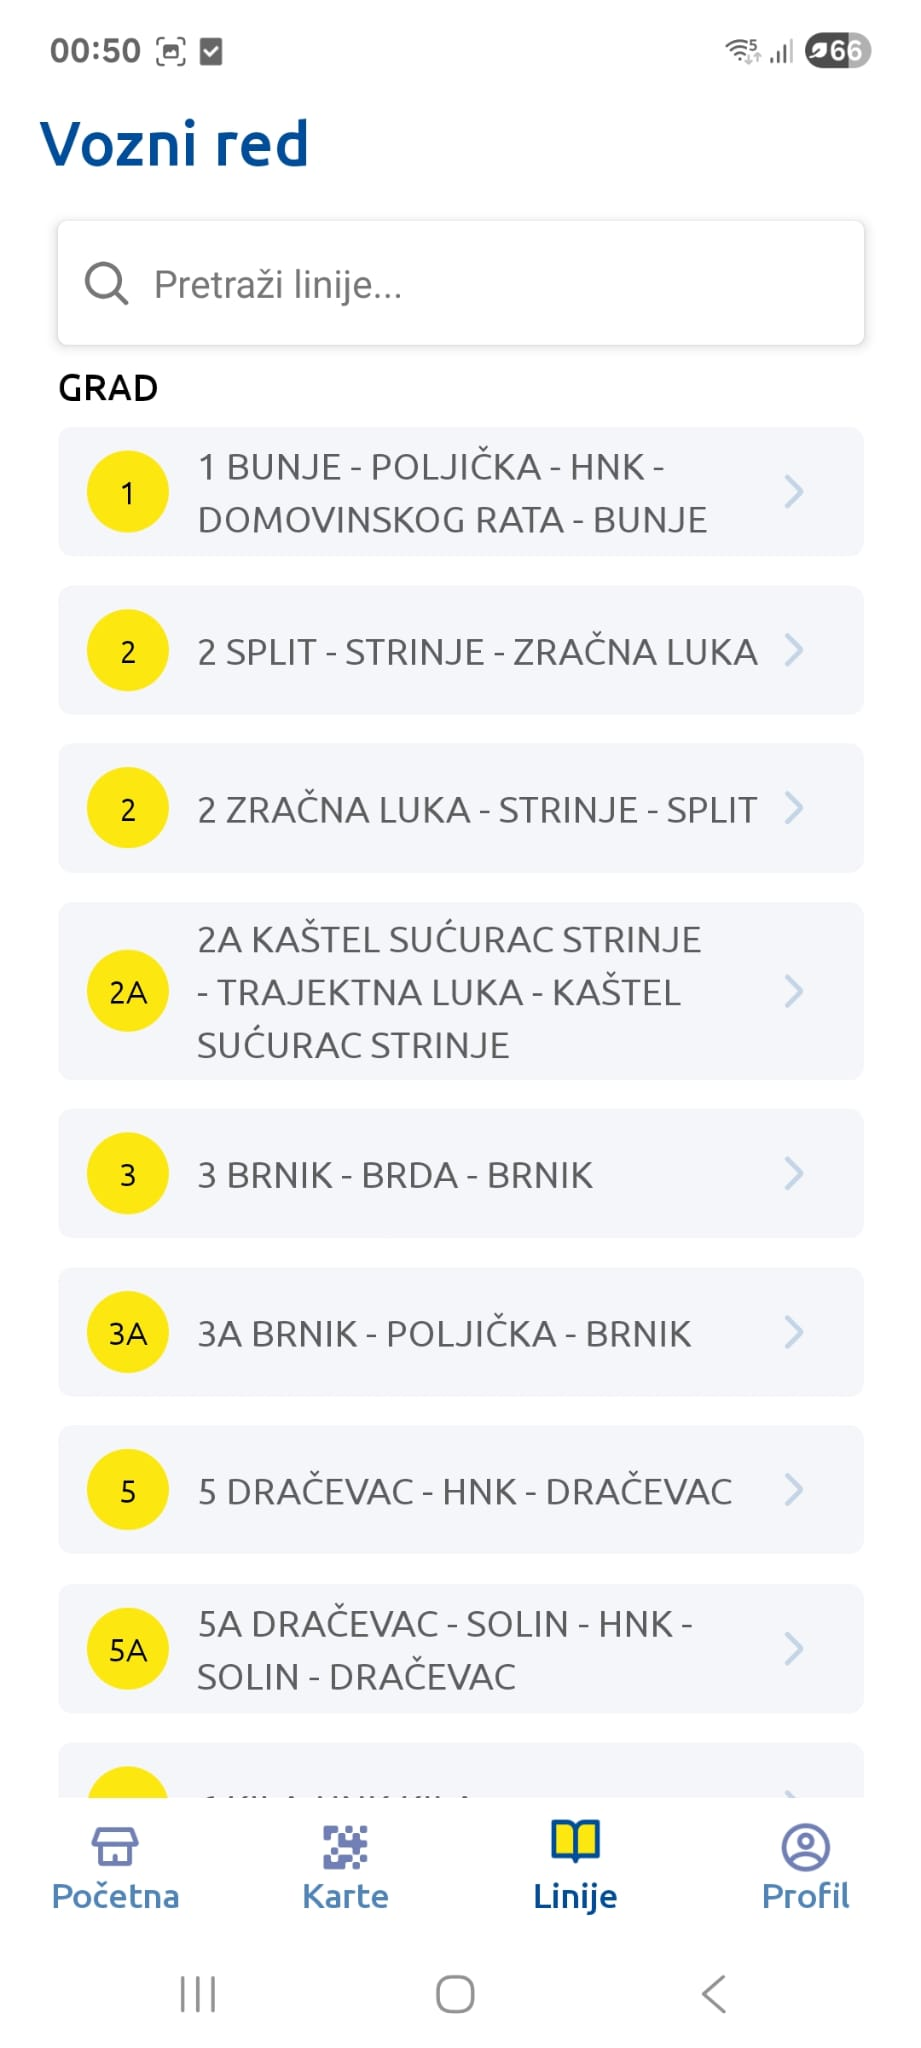 00:50
66
Vozni red
Pretraži linije...
GRAD
1
1 BUNJE - POLJIČKA - HNK -
DOMOVINSKOG RATA - BUNJE
2
2 SPLIT - STRINJE - ZRAČNA LUKA
2
2 ZRAČNA LUKA - STRINJE - SPLIT
2A
2A KAŠTEL SUĆURAC STRINJE
- TRAJEKTNA LUKA - KAŠTEL
SUĆURAC STRINJE
3
3 BRNIK - BRDA - BRNIK
3A
3A BRNIK - POLJIČKA - BRNIK
5
5 DRAČEVAC - HNK - DRAČEVAC
5A
5A DRAČEVAC - SOLIN - HNK -
SOLIN - DRAČEVAC
Početna
Karte
Linije
Profil